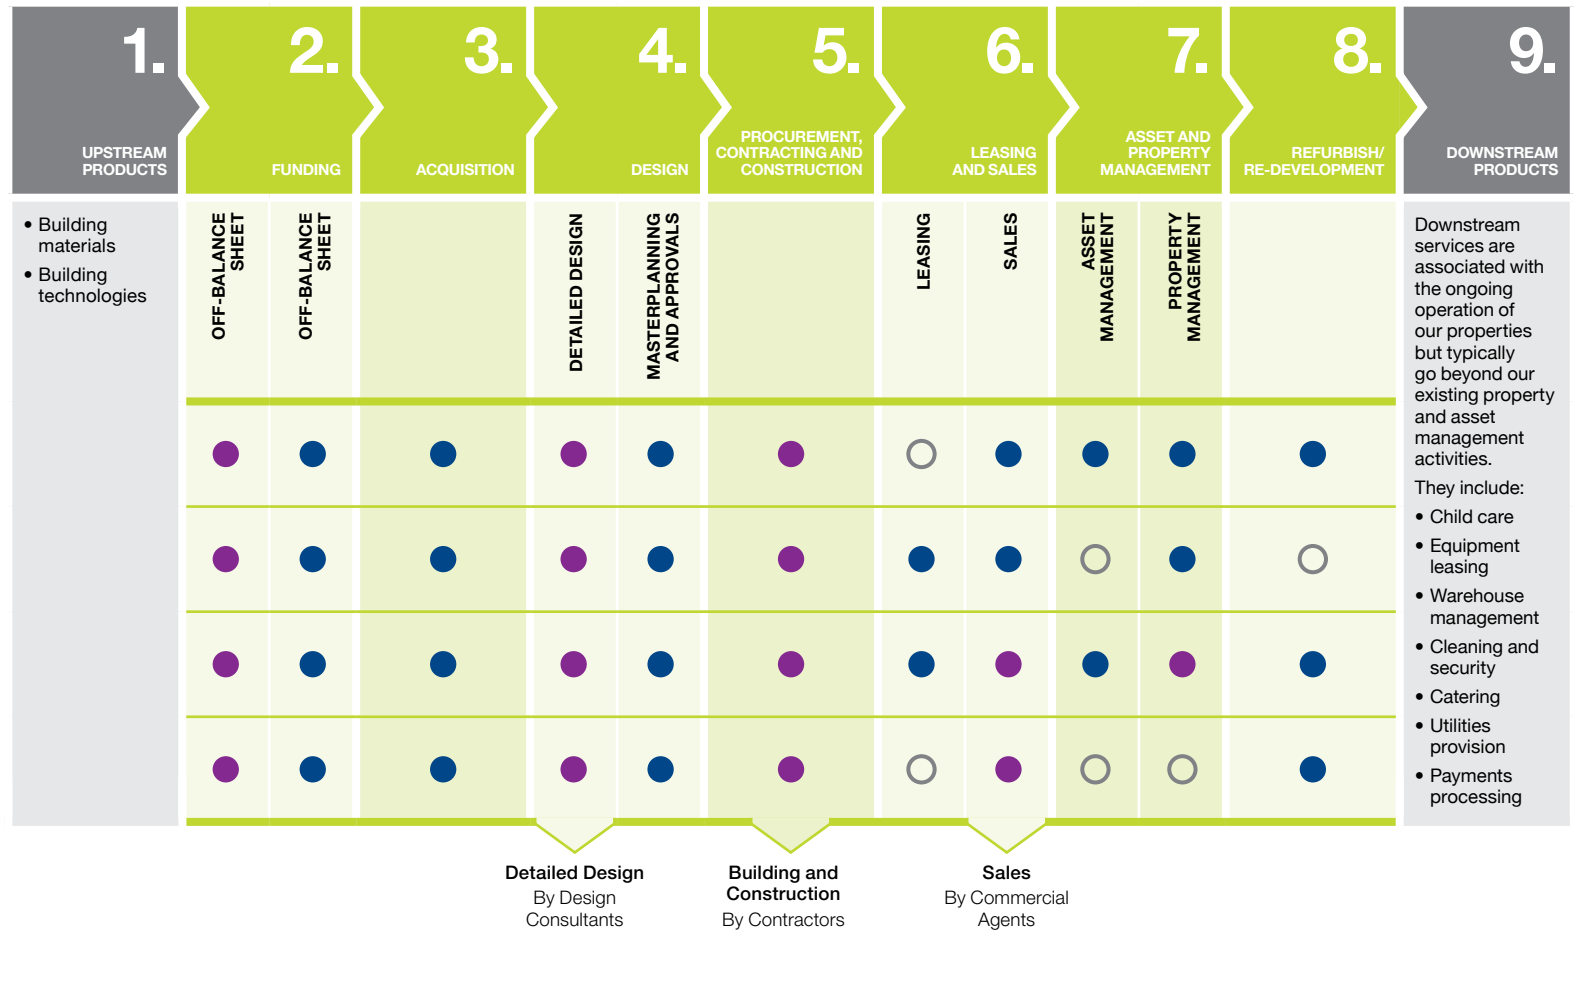 1.
UPSTREAM
PRODUCTS
2.
FUNDING
3.
ACQUISITION
4.
DESIGN
5.
PROCUREMENT,
CONTRACTING AND
CONSTRUCTION
6.
LEASING
AND SALES
7.
ASSET AND
PROPERTY
MANAGEMENT
8.
REFURBISH/
RE-DEVELOPMENT
9.
DOWNSTREAM
PRODUCTS
• Building
materials
• Building
technologies
OFF-BALANCE
SHEET
OFF-BALANCE
SHEET
DETAILED DESIGN
MASTERPLANNING
AND APPROVALS
LEASING
SALES
ASSET
MANAGEMENT
PROPERTY
MANAGEMENT
Downstream
services are
associated with
the ongoing
operation of
our properties
but typically
go beyond our
existing property
and asset
management
activities.
They include:
• Child care
• Equipment
leasing
• Warehouse
management
• Cleaning and
security
• Catering
• Utilities
provision
• Payments
processing
Detailed Design
By Design
Consultants
Building and
Construction
By Contractors
Sales
By Commercial
Agents